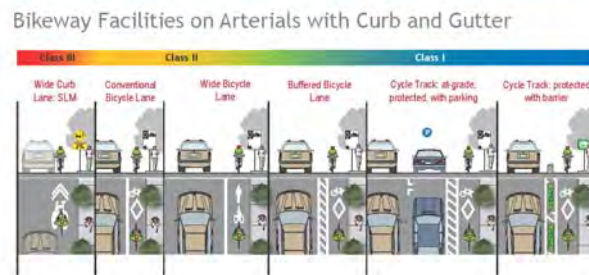 Bikeway Facilities on Arterials with Curb and Gutter
Class III
Class II
Class I
Wide Curb
Lane: SLM
Conventional
Bicycle Lane
Wide Bicycle
Lane
Buffered Bicycle
Lane
Cycle Track: at-grade,
protected, with parking
Cycle Track: protected
with barrier
P